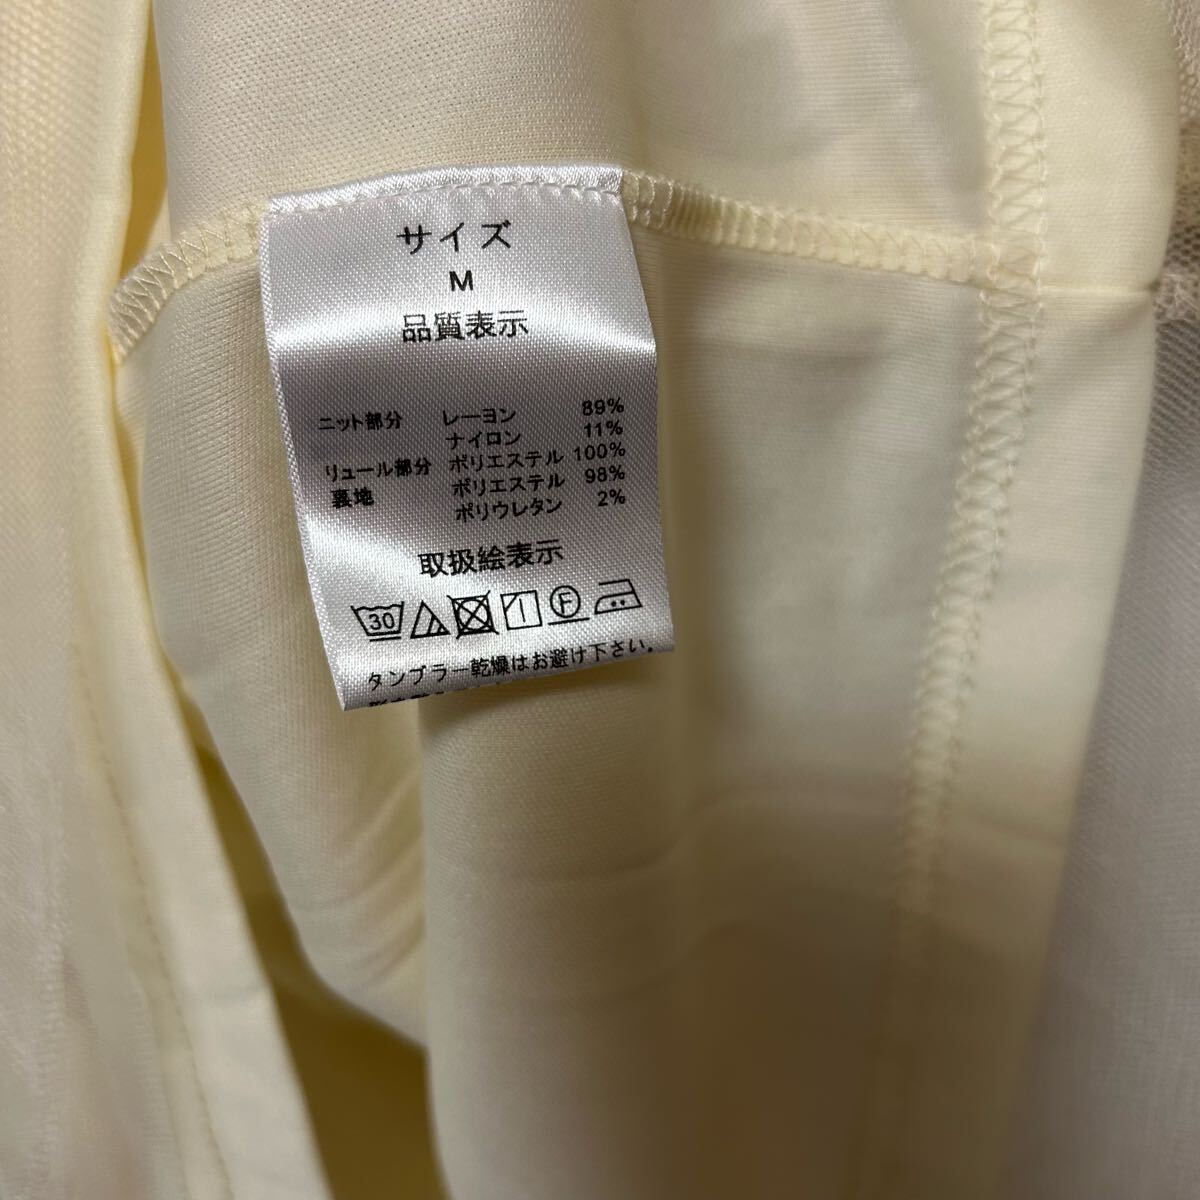 サイズ
M
品質表示
ニット部分 レーヨン 89%
ナイロン 11%
リュール部分 ポリエステル 100%
裏地 ポリエステル 98%
ポリウレタン 2%
取扱絵表示
30 F
タンブラー乾燥はお避け下さい。